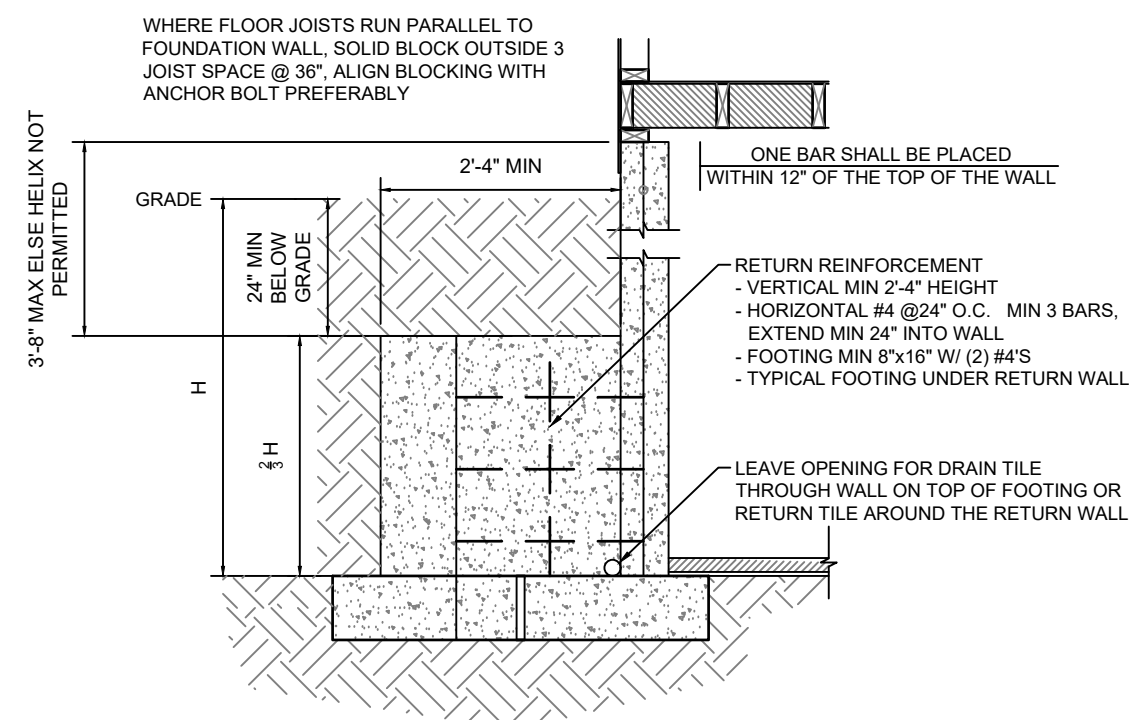 WHERE FLOOR JOISTS RUN PARALLEL TO
FOUNDATION WALL, SOLID BLOCK OUTSIDE 3
JOIST SPACE @ 36", ALIGN BLOCKING WITH
ANCHOR BOLT PREFERABLY
3'-8" MAX ELSE HELIX NOT
PERMITTED
2'-4" MIN
ONE BAR SHALL BE PLACED
WITHIN 12" OF THE TOP OF THE WALL
GRADE
24" MIN
BELOW
GRADE
RETURN REINFORCEMENT
- VERTICAL MIN 2'-4" HEIGHT
- HORIZONTAL #4 @24" O.C. MIN 3 BARS,
EXTEND MIN 24" INTO WALL
- FOOTING MIN 8"x16" W/ (2) #4'S
- TYPICAL FOOTING UNDER RETURN WALL
H
2/3 H
LEAVE OPENING FOR DRAIN TILE
THROUGH WALL ON TOP OF FOOTING OR
RETURN TILE AROUND THE RETURN WALL